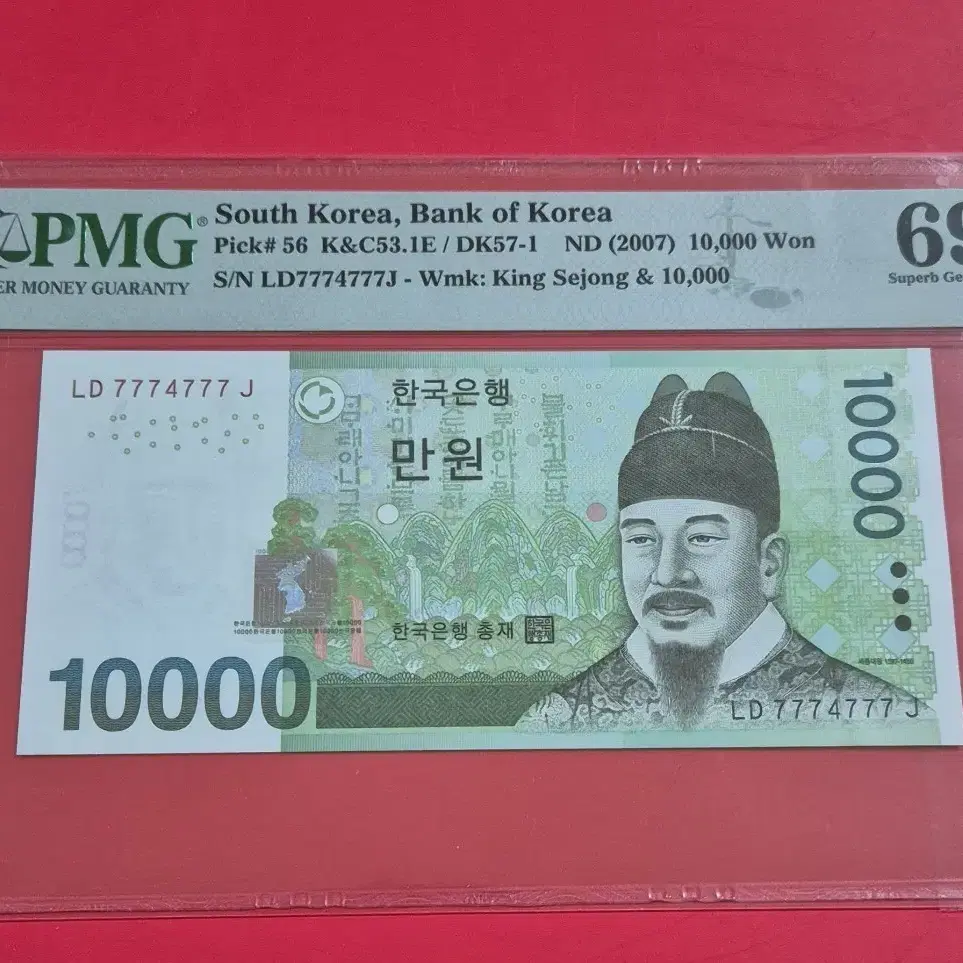 PMG®
ER MONEY GUARANTY
South Korea, Bank of Korea
Pick# 56 K&C53.1E / DK57-1 ND (2007) 10,000 Won
S/N LD7774777J - Wmk: King Sejong & 10,000
69
Superb Ge
LD 7774777 J
한국은행
만원
10000
한국은행 총재
10000
LD 7774777 J